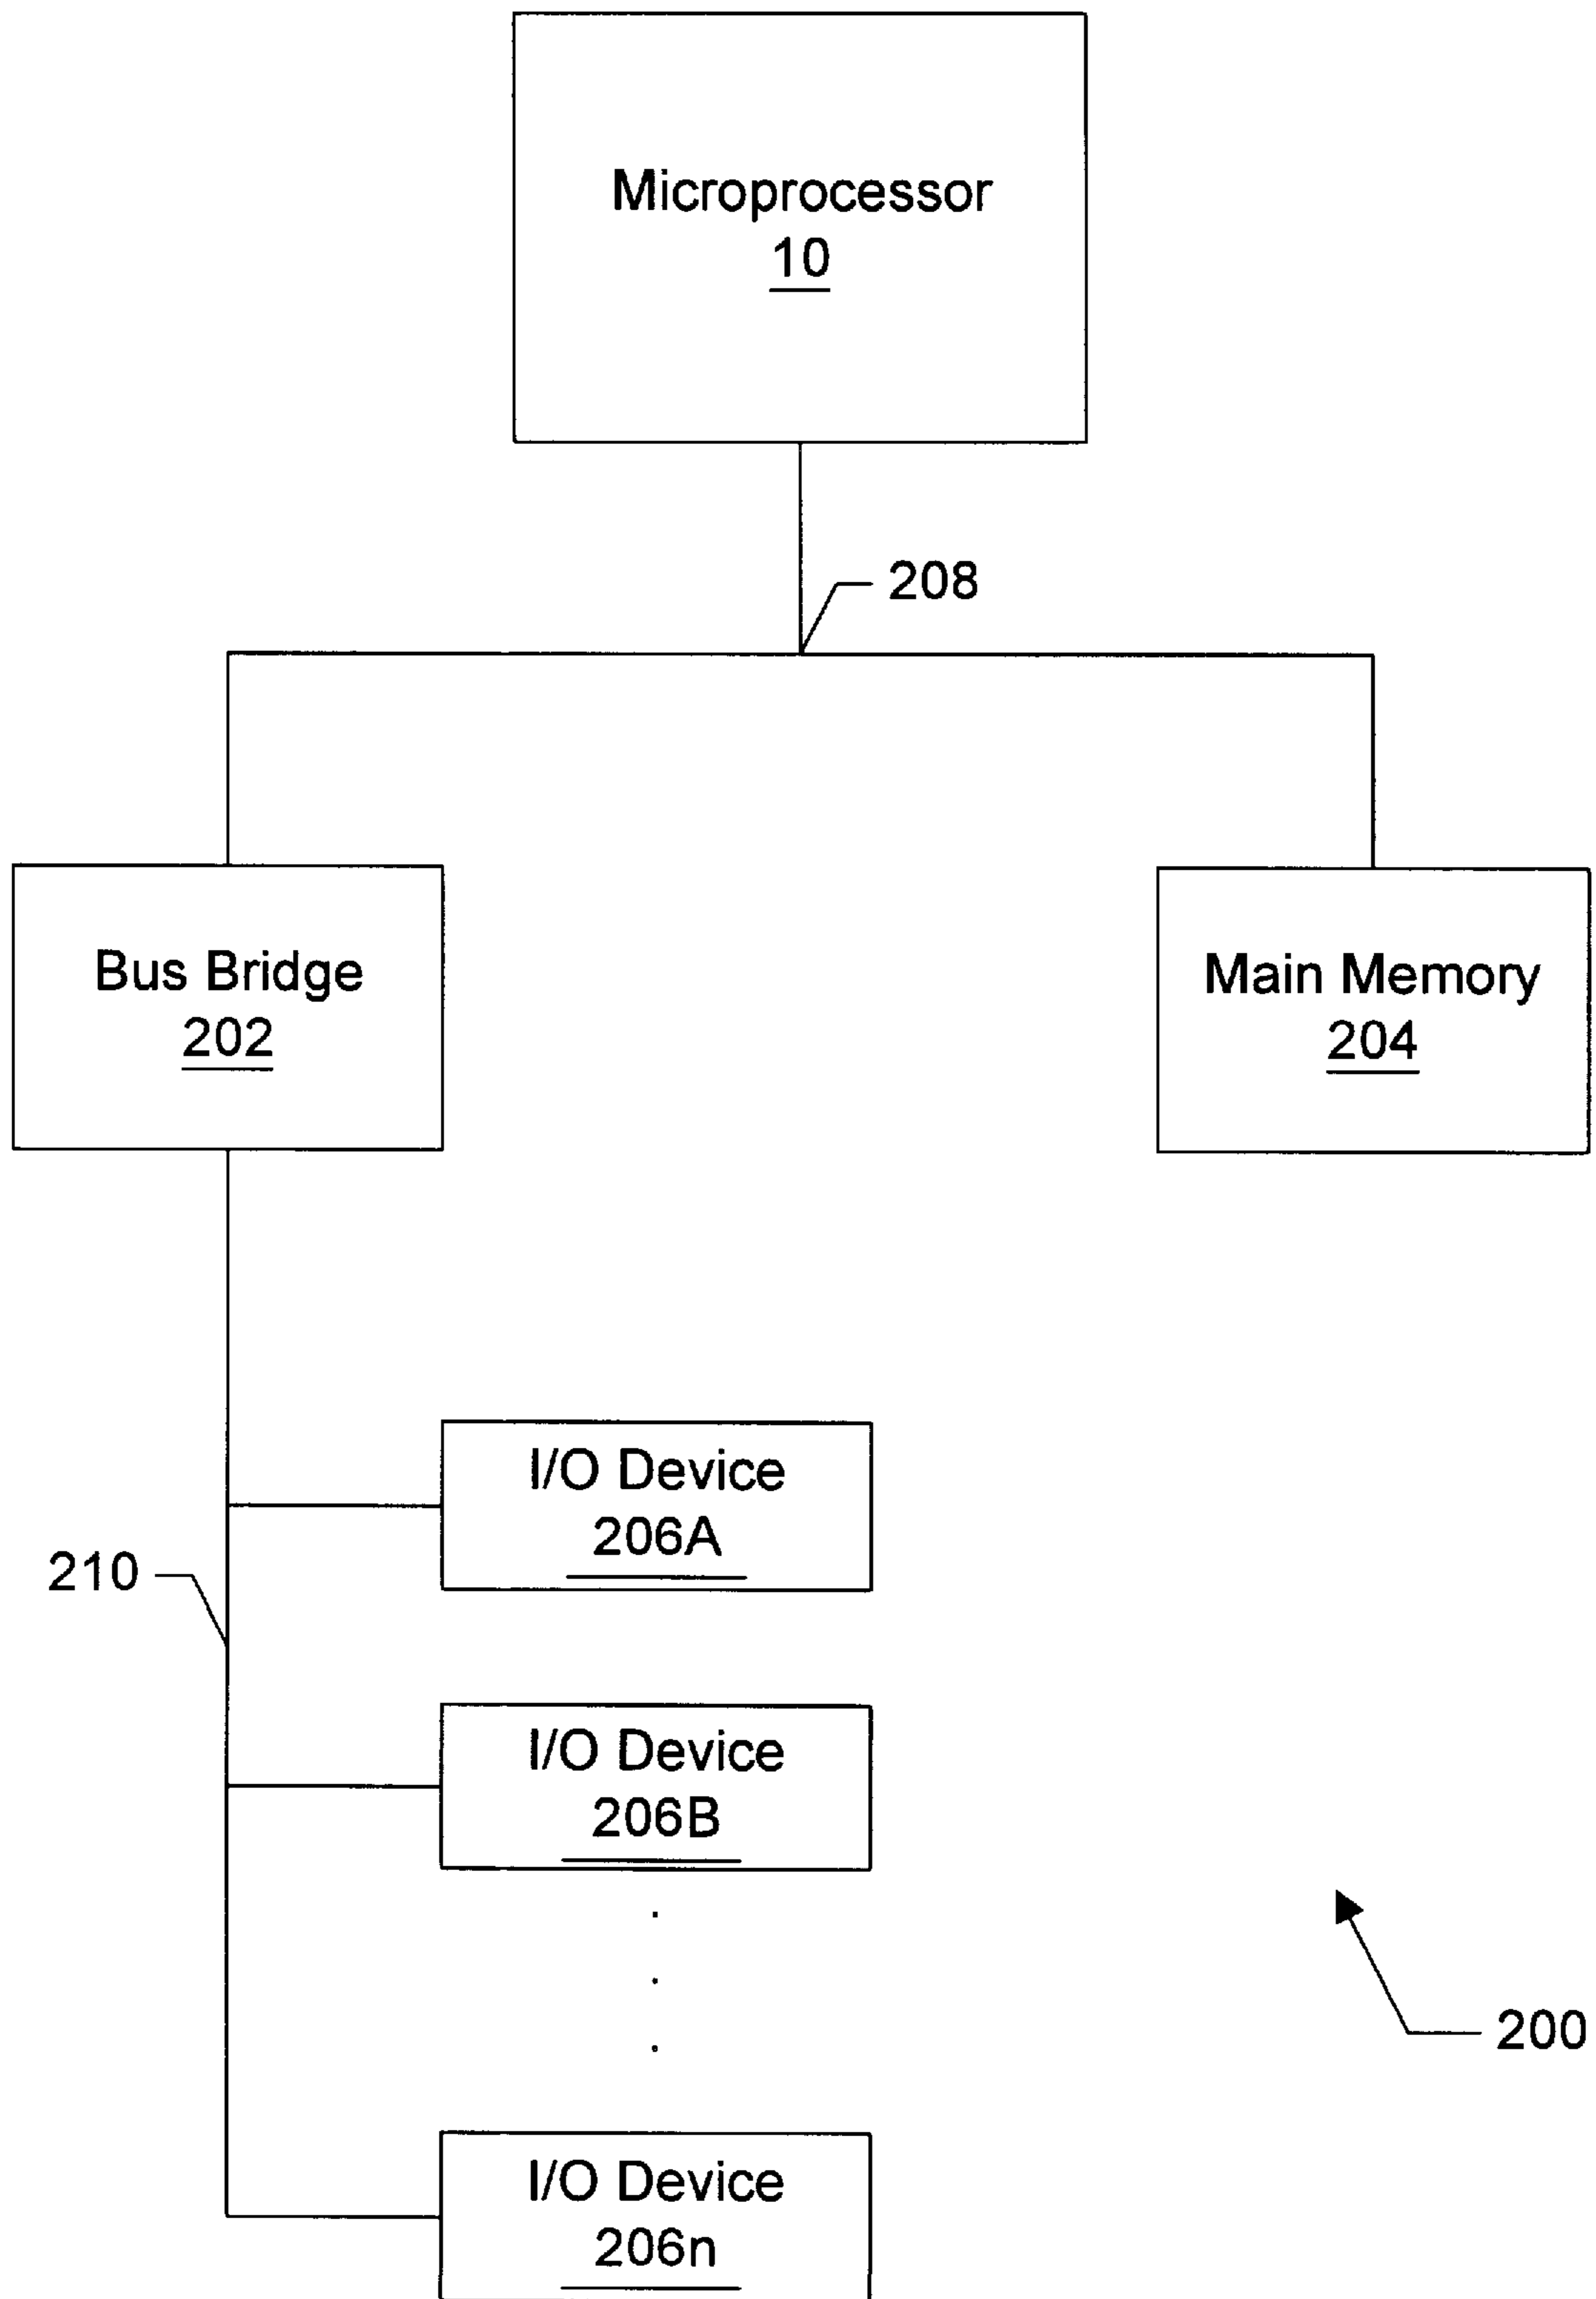 Microprocessor
10
208
Bus Bridge
202
Main Memory
204
I/O Device
206A
210
I/O Device
206B
200
I/O Device
206n